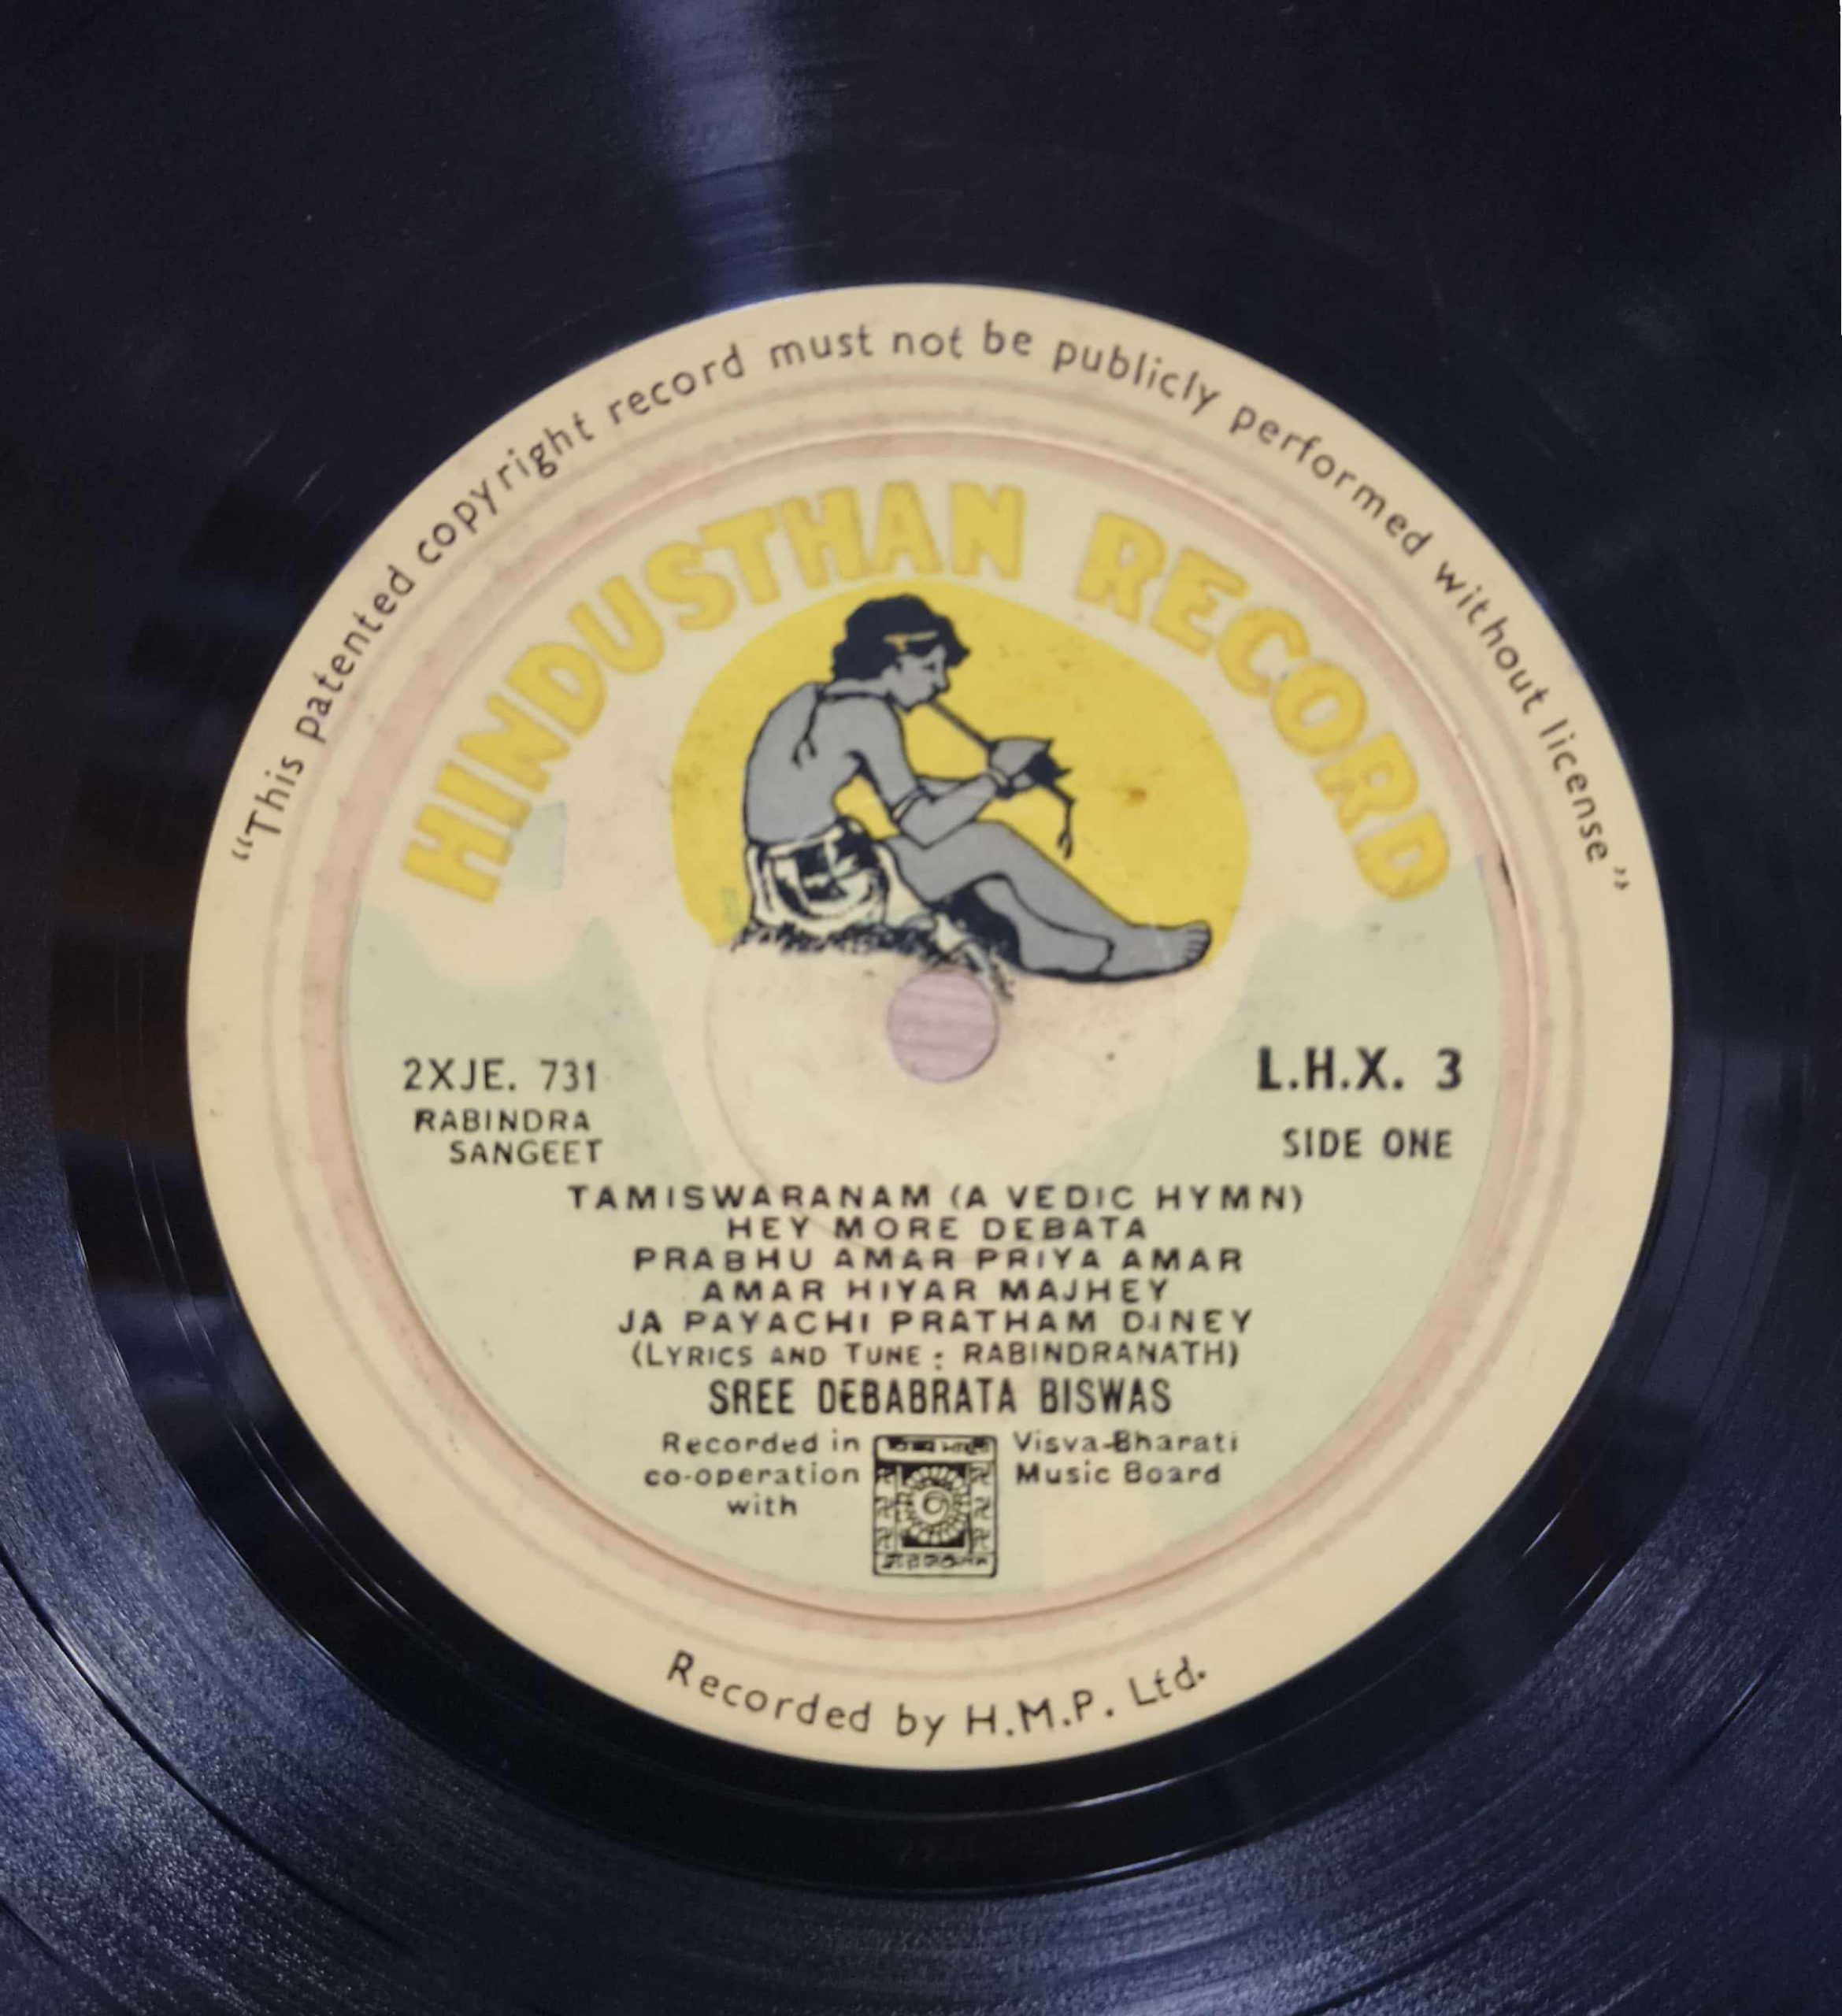 “This patented copyright record must not be publicly performed without license”
HINDUSTHAN RECORD
2XJE. 731
RABINDRA
SANGEET
L.H.X. 3
SIDE ONE
TAMISWARANAM (A VEDIC HYMN)
HEY MORE DEBATA
PRABHU AMAR PRIYA AMAR
AMAR HIYAR MAJHEY
JA PAYACHI PRATHAM DINEY
(LYRICS AND TUNE : RABINDRANATH)
SREE DEBABRATA BISWAS
Recorded in
co-operation
with
Visva-Bharati
Music Board
Recorded by H.M.P. Ltd.